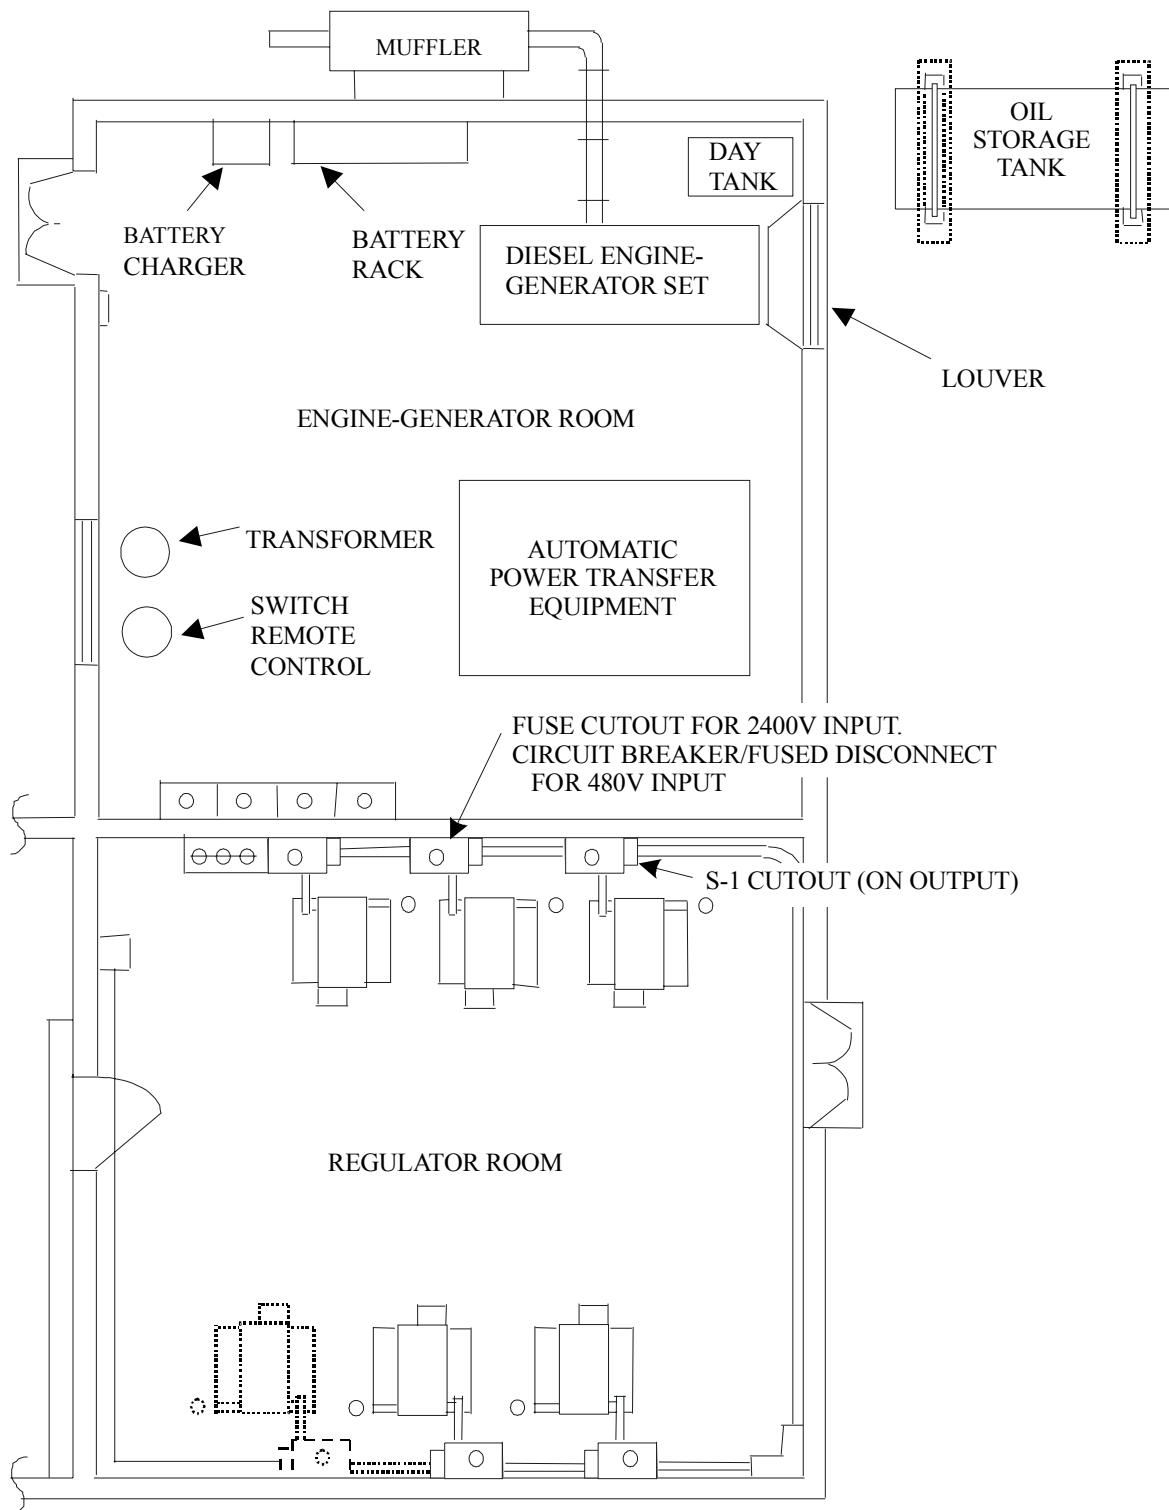 MUFFLER
OIL
STORAGE
TANK
DAY
TANK
BATTERY
CHARGER
BATTERY
RACK
DIESEL ENGINE-
GENERATOR SET
LOUVER
ENGINE-GENERATOR ROOM
TRANSFORMER
AUTOMATIC
POWER TRANSFER
EQUIPMENT
SWITCH
REMOTE
CONTROL
FUSE CUTOUT FOR 2400V INPUT.
CIRCUIT BREAKER/FUSED DISCONNECT
FOR 480V INPUT
S-1 CUTOUT (ON OUTPUT)
REGULATOR ROOM